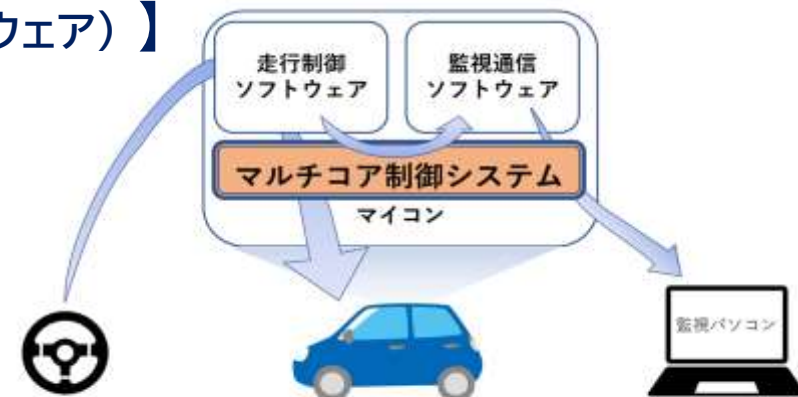 ウェア）】
走行制御
ソフトウェア
監視通信
ソフトウェア
マルチコア制御システム
マイコン
監視パソコン